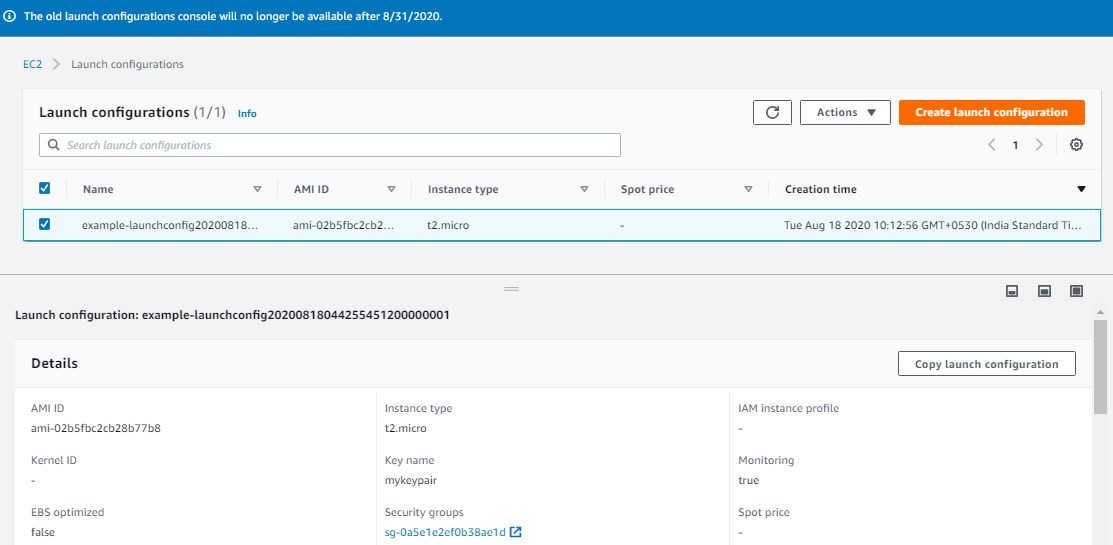 The old launch configurations console will no longer be available after 8/31/2020.
EC2 > Launch configurations
Launch configurations (1/1) Info
Actions
Create launch configuration
Search launch configurations
1
Name AMI ID Instance type Spot price Creation time
example-launchconfig20200818... ami-02b5fbc2cb2... t2.micro - Tue Aug 18 2020 10:12:56 GMT+0530 (India Standard Ti...
Launch configuration: example-launchconfig20200818044255451200000001
Details
Copy launch configuration
AMI ID Instance type IAM instance profile
ami-02b5fbc2cb28b77b8 t2.micro -
Kernel ID Key name Monitoring
- mykeypair true
EBS optimized Security groups Spot price
false sg-0a5e1e2ef0b38ae1d -